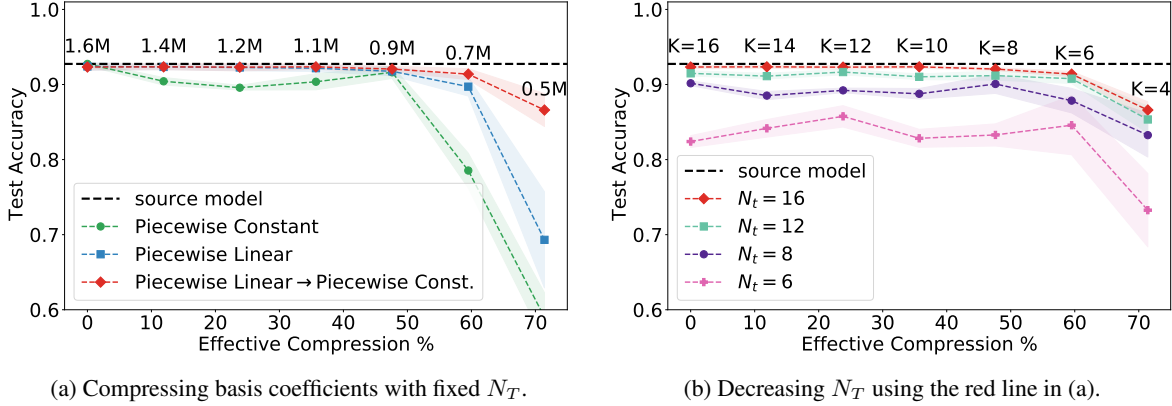 1.0
0.9
0.8
0.7
0.6
Test Accuracy
1.6M 1.4M 1.2M 1.1M 0.9M 0.7M 0.5M
source model
Piecewise Constant
Piecewise Linear
Piecewise Linear → Piecewise Const.
0 10 20 30 40 50 60 70
Effective Compression %
(a) Compressing basis coefficients with fixed N_T.
1.0
0.9
0.8
0.7
0.6
Test Accuracy
K=16 K=14 K=12 K=10 K=8 K=6 K=4
source model
N_t = 16
N_t = 12
N_t = 8
N_t = 6
0 10 20 30 40 50 60 70
Effective Compression %
(b) Decreasing N_T using the red line in (a).